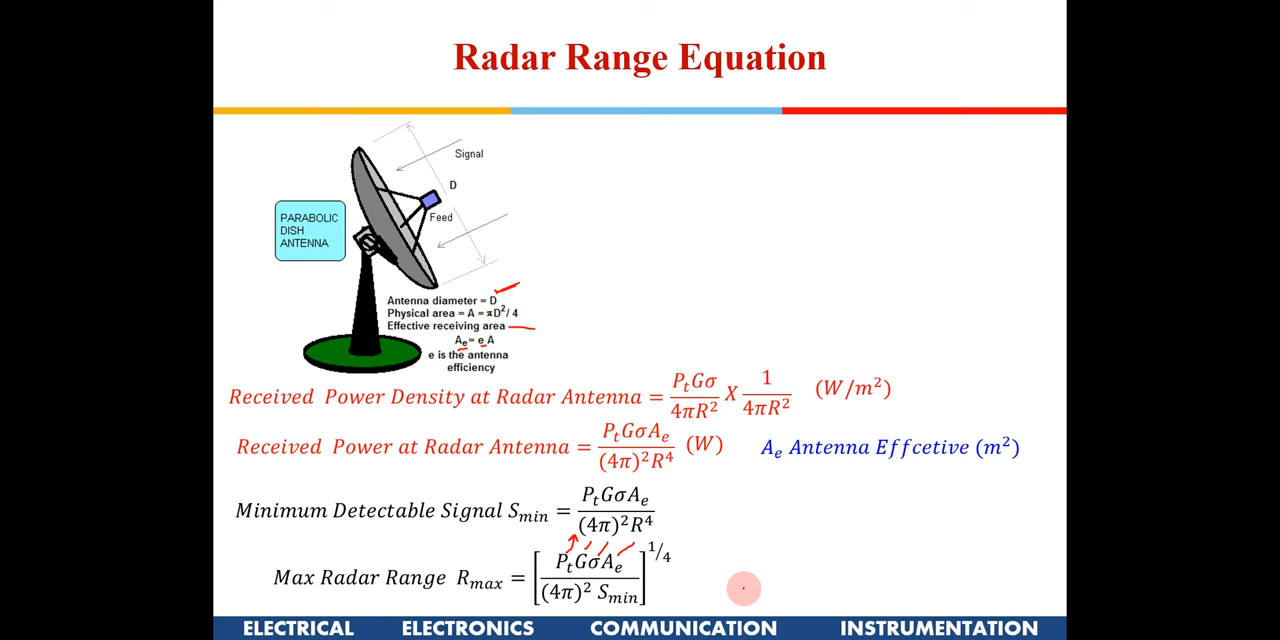 Radar Range Equation
Signal
D
PARABOLIC
DISH
ANTENNA
Feed
Antenna diameter = D
Physical area = A = πD²/ 4
Effective receiving area
Aₑ= e A
e is the antenna
efficiency
Received Power Density at Radar Antenna = PₜGσ/4πR² X 1/4πR² (W/m²)
Received Power at Radar Antenna = PₜGσAₑ/(4π)²R⁴ (W) Aₑ Antenna Effcetive (m²)
Minimum Detectable Signal Sₘᵢₙ = PₜGσAₑ/(4π)²R⁴
Max Radar Range Rₘₐₓ = [PₜGσAₑ/(4π)² Sₘᵢₙ]^1/4
ELECTRICAL ELECTRONICS COMMUNICATION INSTRUMENTATION